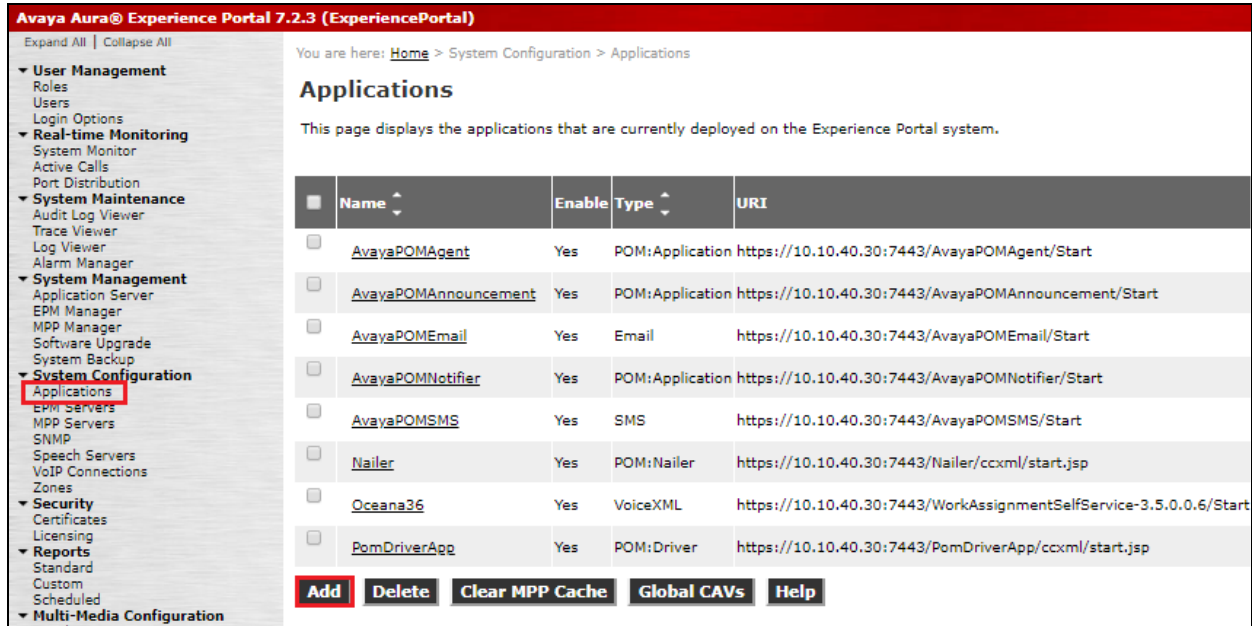 Avaya Aura® Experience Portal 7.2.3 (ExperiencePortal)
Expand All | Collapse All
▼ User Management
Roles
Users
Login Options
▼ Real-time Monitoring
System Monitor
Active Calls
Port Distribution
▼ System Maintenance
Audit Log Viewer
Trace Viewer
Log Viewer
Alarm Manager
▼ System Management
Application Server
EPM Manager
MPP Manager
Software Upgrade
System Backup
▼ System Configuration
Applications
EPM Servers
MPP Servers
SNMP
Speech Servers
VoIP Connections
Zones
▼ Security
Certificates
Licensing
▼ Reports
Standard
Custom
Scheduled
▼ Multi-Media Configuration
You are here: Home > System Configuration > Applications
Applications
This page displays the applications that are currently deployed on the Experience Portal system.
Name Enable Type URI
AvayaPOMAgent Yes POM:Application https://10.10.40.30:7443/AvayaPOMAgent/Start
AvayaPOMAnnouncement Yes POM:Application https://10.10.40.30:7443/AvayaPOMAnnouncement/Start
AvayaPOMEmail Yes Email https://10.10.40.30:7443/AvayaPOMEmail/Start
AvayaPOMNotifier Yes POM:Application https://10.10.40.30:7443/AvayaPOMNotifier/Start
AvayaPOMSMS Yes SMS https://10.10.40.30:7443/AvayaPOMSMS/Start
Nailer Yes POM:Nailer https://10.10.40.30:7443/Nailer/ccxml/start.jsp
Oceana36 Yes VoiceXML https://10.10.40.30:7443/WorkAssignmentSelfService-3.5.0.0.6/Start
PomDriverApp Yes POM:Driver https://10.10.40.30:7443/PomDriverApp/ccxml/start.jsp
Add Delete Clear MPP Cache Global CAVs Help